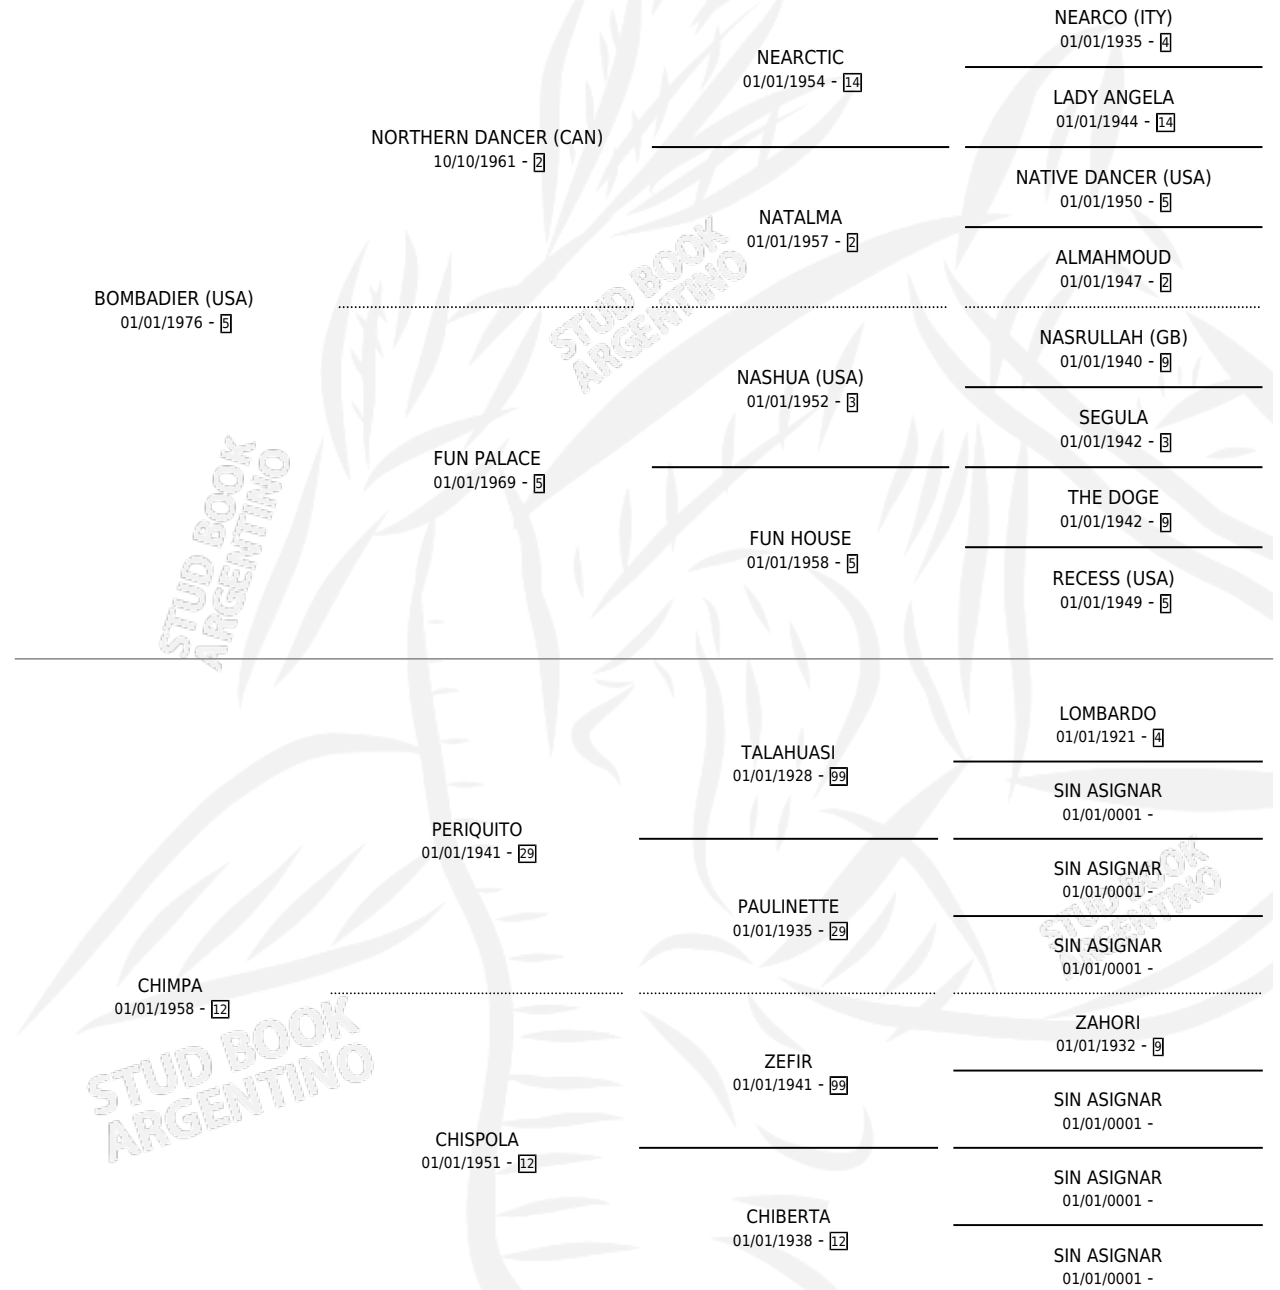 NEARCO (ITY)
01/01/1935 - 4
NEARCTIC
01/01/1954 - 14
LADY ANGELA
01/01/1944 - 14
NORTHERN DANCER (CAN)
10/10/1961 - 2
NATIVE DANCER (USA)
01/01/1950 - 5
NATALMA
01/01/1957 - 2
ALMAHMOUD
01/01/1947 - 2
BOMBADIER (USA)
01/01/1976 - 5
NASRULLAH (GB)
01/01/1940 - 9
NASHUA (USA)
01/01/1952 - 3
SEGULA
01/01/1942 - 3
FUN PALACE
01/01/1969 - 5
THE DOGE
01/01/1942 - 9
FUN HOUSE
01/01/1958 - 5
RECESS (USA)
01/01/1949 - 5
LOMBARDO
01/01/1921 - 4
TALAHUASI
01/01/1928 - 99
SIN ASIGNAR
01/01/0001 -
PERIQUITO
01/01/1941 - 29
SIN ASIGNAR
01/01/0001 -
PAULINETTE
01/01/1935 - 29
SIN ASIGNAR
01/01/0001 -
CHIMPA
01/01/1958 - 12
ZAHORI
01/01/1932 - 9
ZEFIR
01/01/1941 - 99
SIN ASIGNAR
01/01/0001 -
CHISPOLA
01/01/1951 - 12
SIN ASIGNAR
01/01/0001 -
CHIBERTA
01/01/1938 - 12
SIN ASIGNAR
01/01/0001 -
STUD BOOK
ARGENTINO
STUD BOOK
ARGENTINO
STUD BOOK
ARGENTINO
STUD BOOK
ARGENTINO